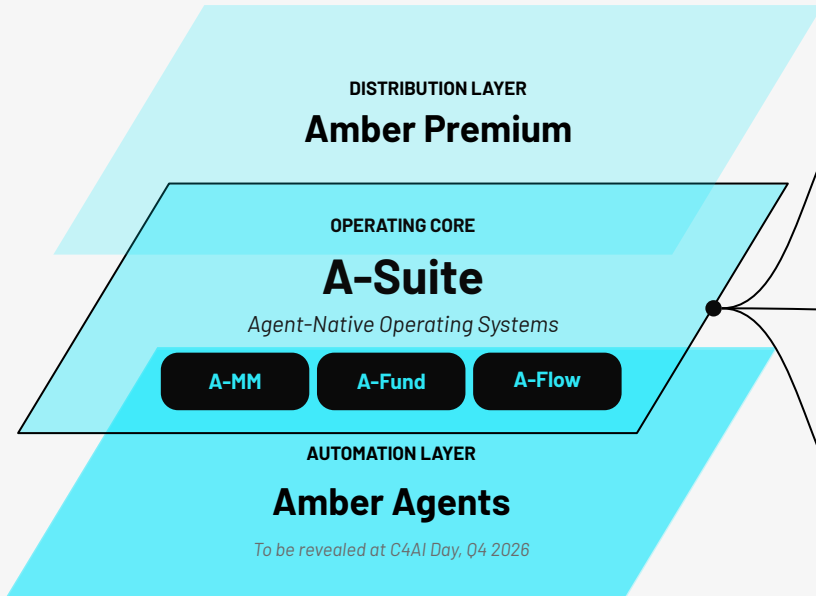 DISTRIBUTION LAYER
Amber Premium
OPERATING CORE
A-Suite
Agent-Native Operating Systems
A-MM
A-Fund
A-Flow
AUTOMATION LAYER
Amber Agents
To be revealed at C4AI Day, Q4 2026